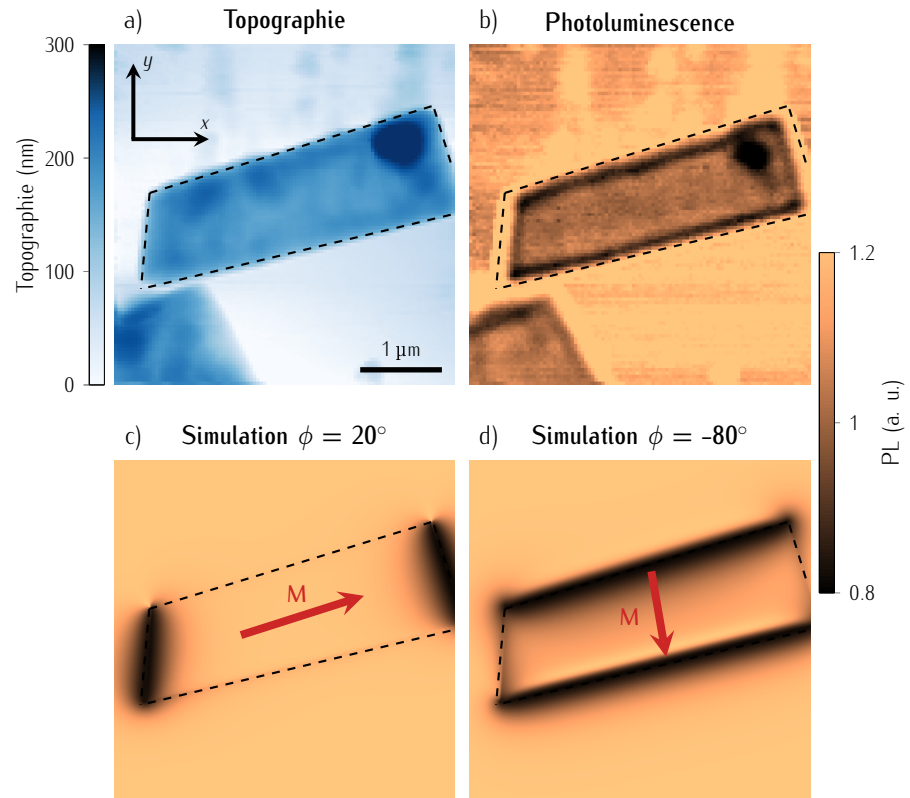 a) Topographie
b) Photoluminescence
300
200
100
0
Topographie (nm)
y
x
1 µm
1.2
1
0.8
PL (a. u.)
c) Simulation ϕ = 20°
d) Simulation ϕ = –80°
M
M